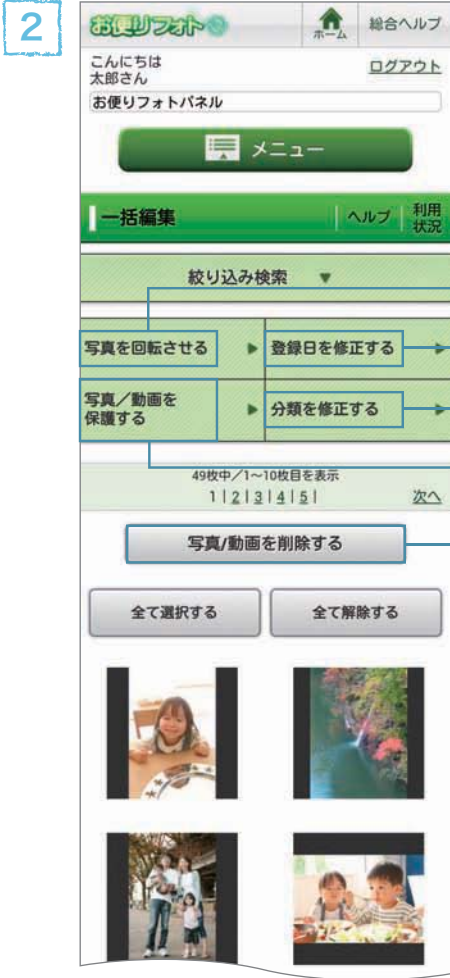 2
お便りフォト
ホーム
総合ヘルプ
こんにちは
太郎さん
ログアウト
お便りフォトパネル
メニュー
一括編集
ヘルプ
利用
状況
絞り込み検索 ▼
写真を回転させる ▶
登録日を修正する ▶
写真／動画を
保護する ▶
分類を修正する ▶
49枚中／1〜10枚目を表示
1 | 2 | 3 | 4 | 5 |
次へ
写真/動画を削除する
全て選択する
全て解除する